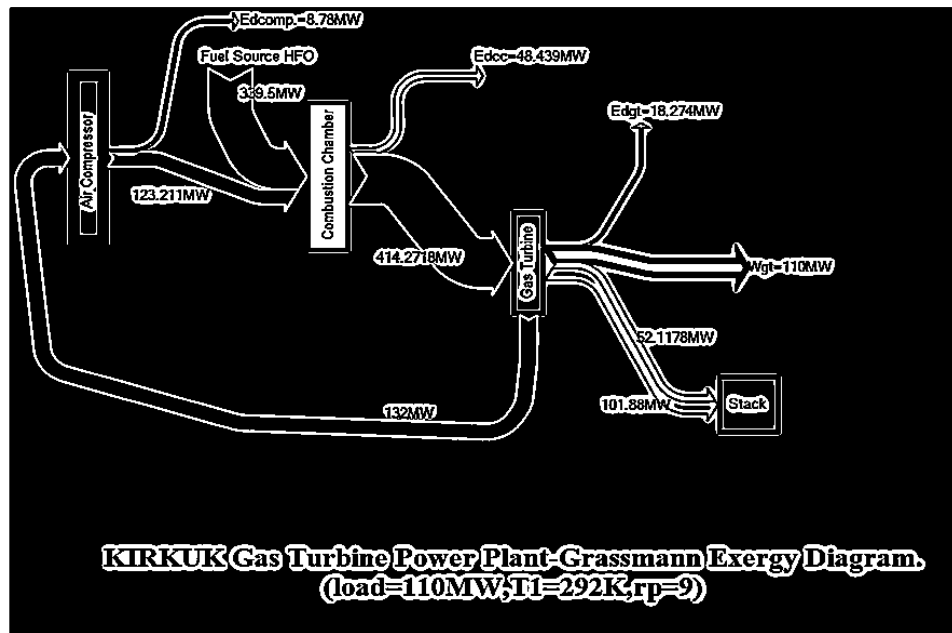 Edcomp.=8.78MW
Fuel Source HFO
Edcc=48.439MW
339.5MW
Edgt=18.274MW
Air Compressor
Combustion Chamber
123.211MW
414.2718MW
Gas Turbine
Wgt=110MW
52.1178MW
101.88MW
Stack
132MW
KIRKUK Gas Turbine Power Plant-Grassmann Exergy Diagram.
(load=110MW,T1=292K,rp=9)